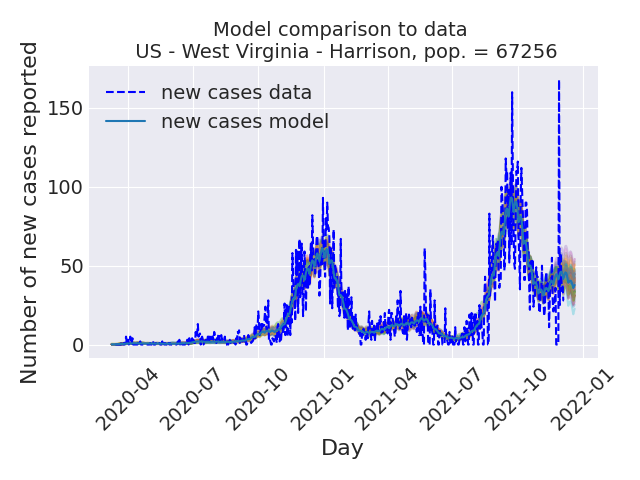 Model comparison to data
US - West Virginia - Harrison, pop. = 67256
Number of new cases reported
150
100
50
0
new cases data
new cases model
2020-04
2020-07
2020-10
2021-01
2021-04
2021-07
2021-10
2022-01
Day